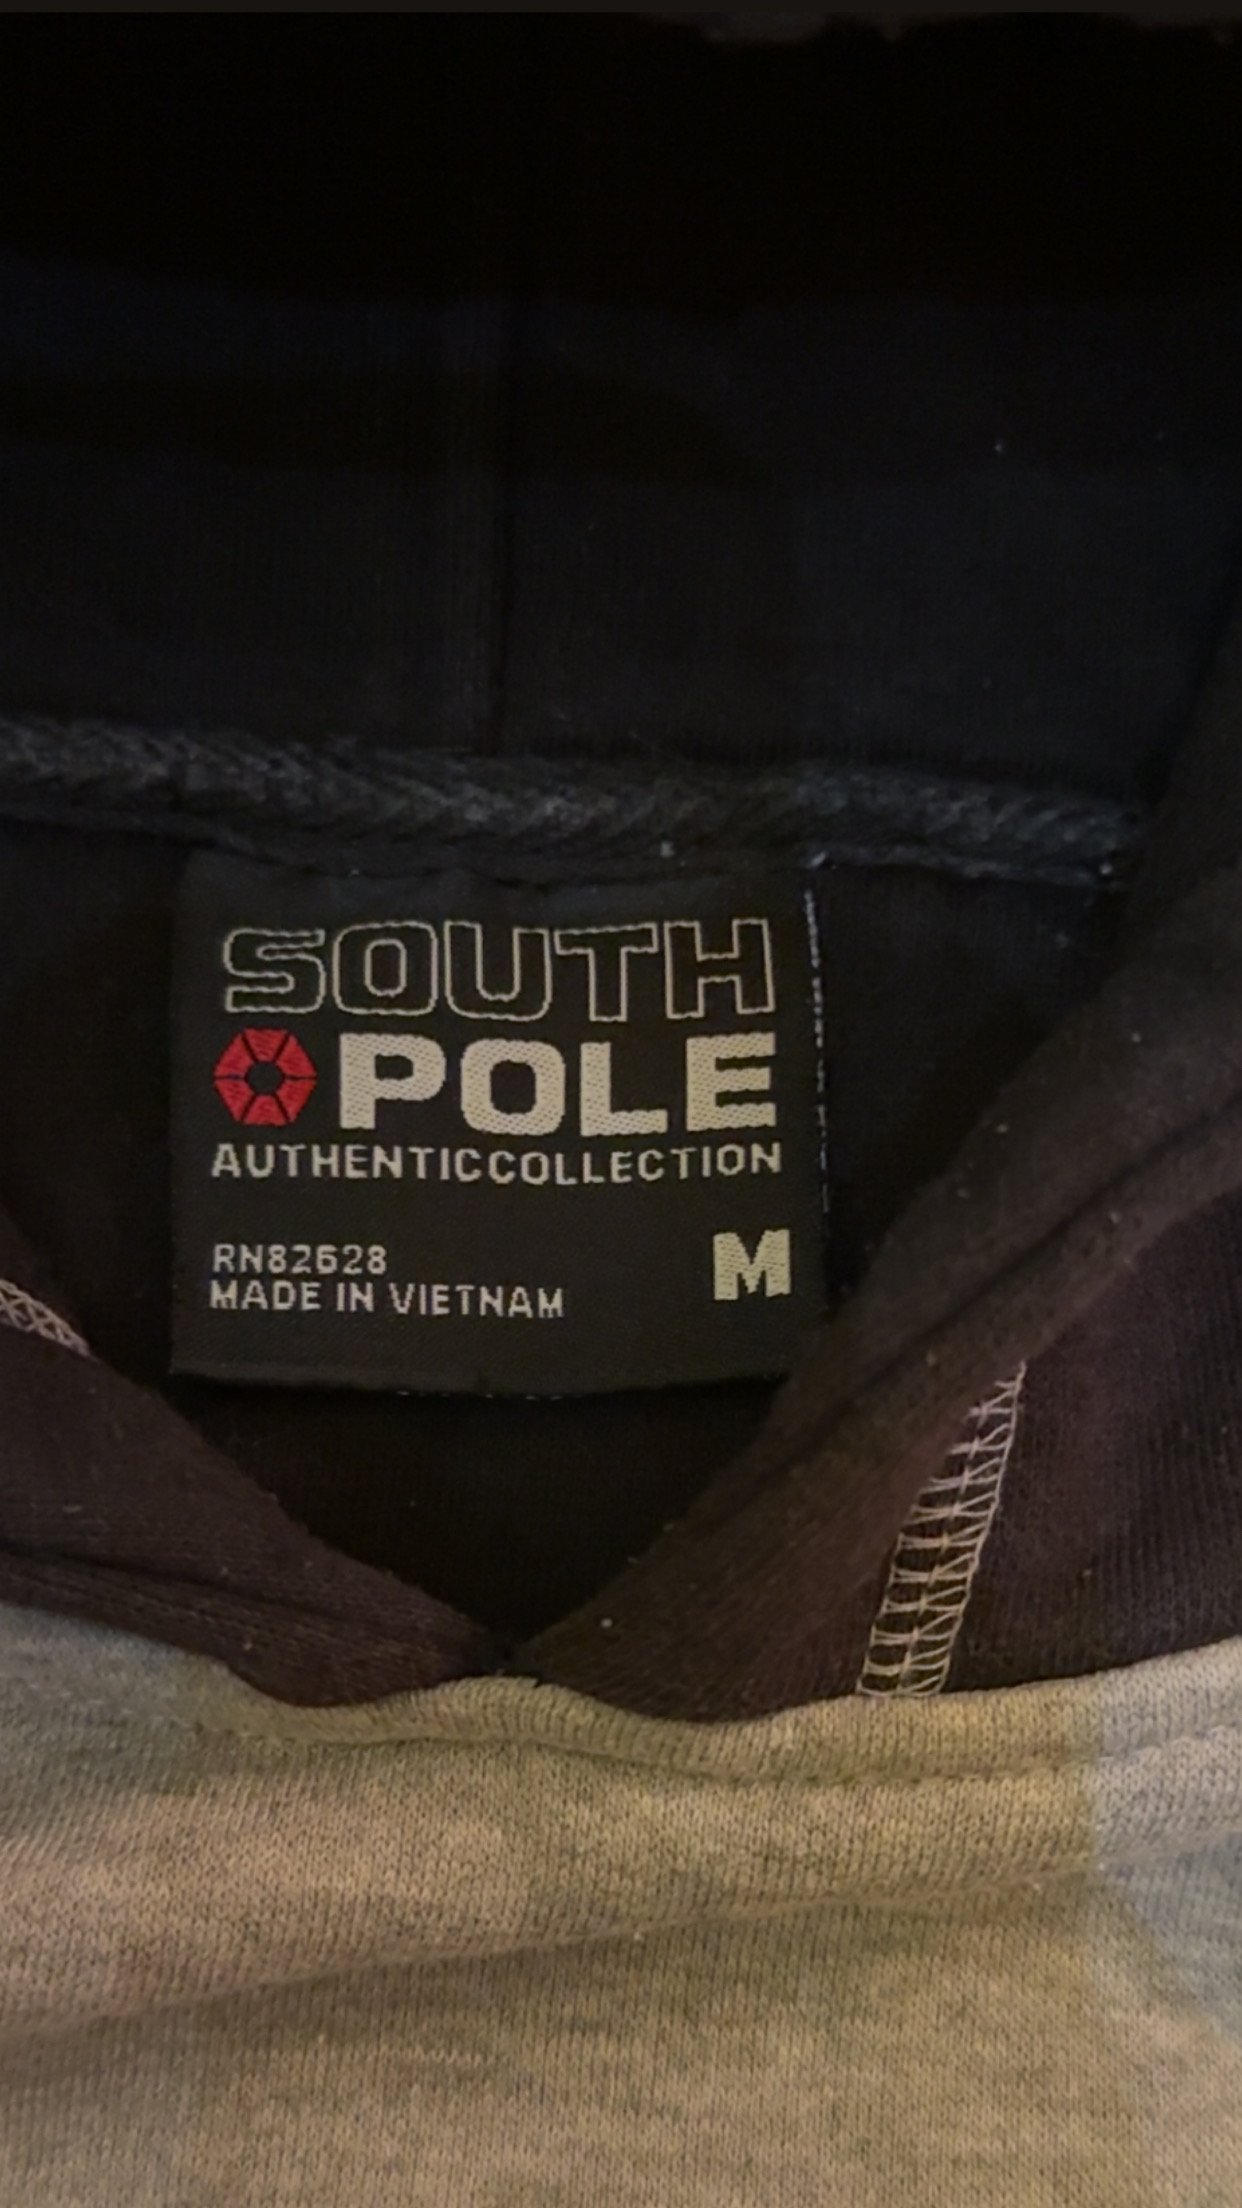 SOUTH
POLE
AUTHENTICCOLLECTION
RN82628
MADE IN VIETNAM
M